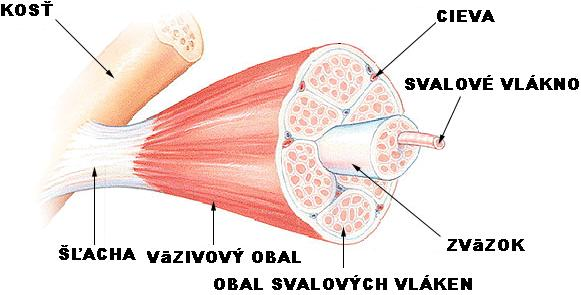 KOSŤ
CIEVA
SVALOVÉ VLÁKNO
ZVäZOK
ŠĽACHA
VäZIVOVÝ OBAL
OBAL SVALOVÝCH VLÁKEN